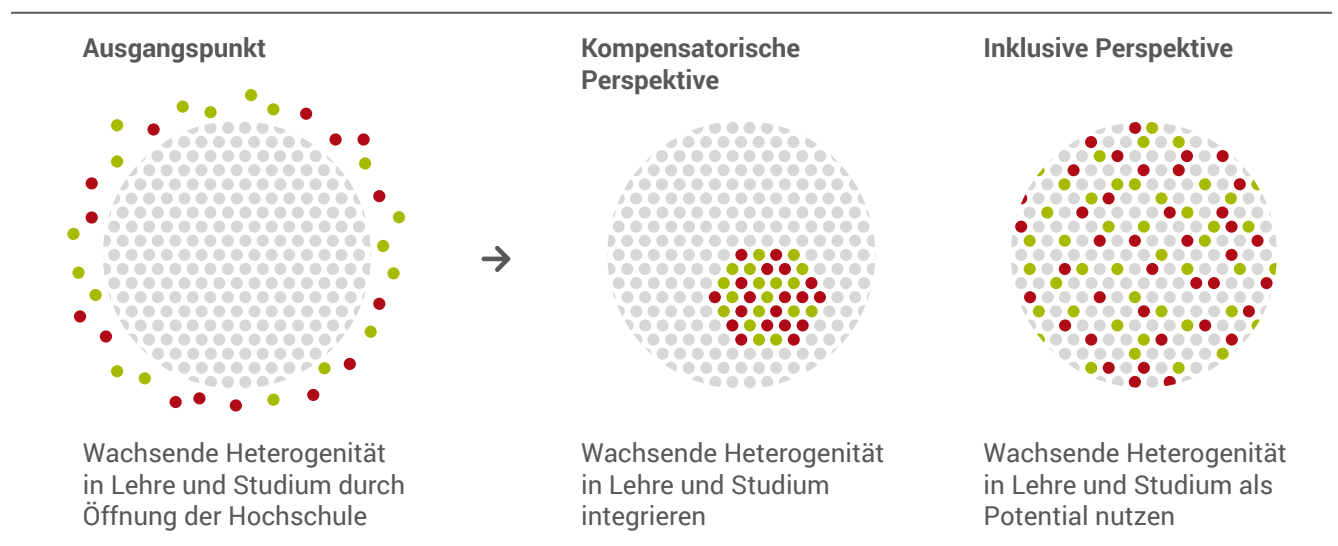 Ausgangspunkt
Wachsende Heterogenität
in Lehre und Studium durch
Öffnung der Hochschule
Kompensatorische
Perspektive
Wachsende Heterogenität
in Lehre und Studium
integrieren
Inklusive Perspektive
Wachsende Heterogenität
in Lehre und Studium als
Potential nutzen